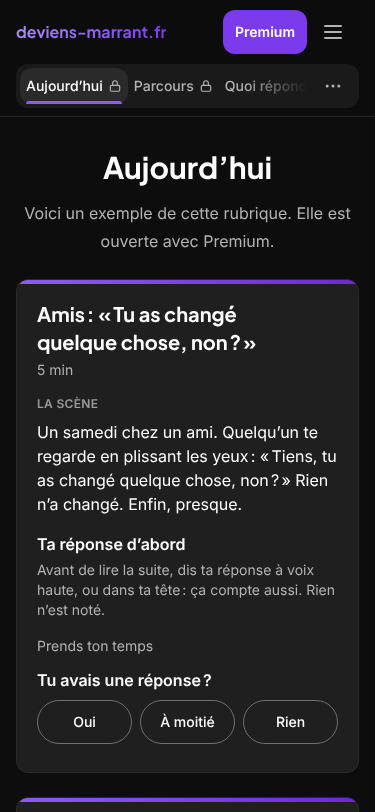 deviens-marrant.fr
Premium
Aujourd’hui
Parcours
Quoi répond
Aujourd’hui
Voici un exemple de cette rubrique. Elle est
ouverte avec Premium.
Amis : « Tu as changé
quelque chose, non ? »
5 min
LA SCÈNE
Un samedi chez un ami. Quelqu’un te
regarde en plissant les yeux : « Tiens, tu
as changé quelque chose, non ? » Rien
n’a changé. Enfin, presque.
Ta réponse d’abord
Avant de lire la suite, dis ta réponse à voix
haute, ou dans ta tête : ça compte aussi. Rien
n’est noté.
Prends ton temps
Tu avais une réponse ?
Oui
À moitié
Rien